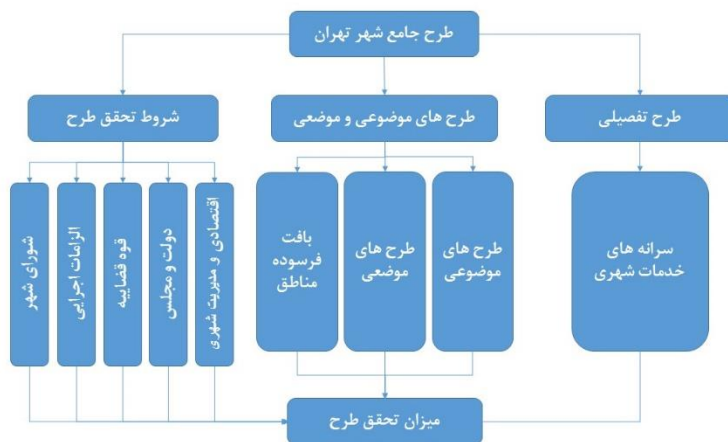 طرح جامع شهر تهران
طرح تفصیلی
طرح های موضوعی و موضعی
شروط تحقق طرح
سرانه های
خدمات شهری
طرح های
موضوعی
طرح های
موضعی
بافت
فرسوده
مناطق
اقتصادی و مدیریت شهری
دولت و مجلس
قوه قضاییه
الزامات اجرایی
شورای شهر
میزان تحقق طرح